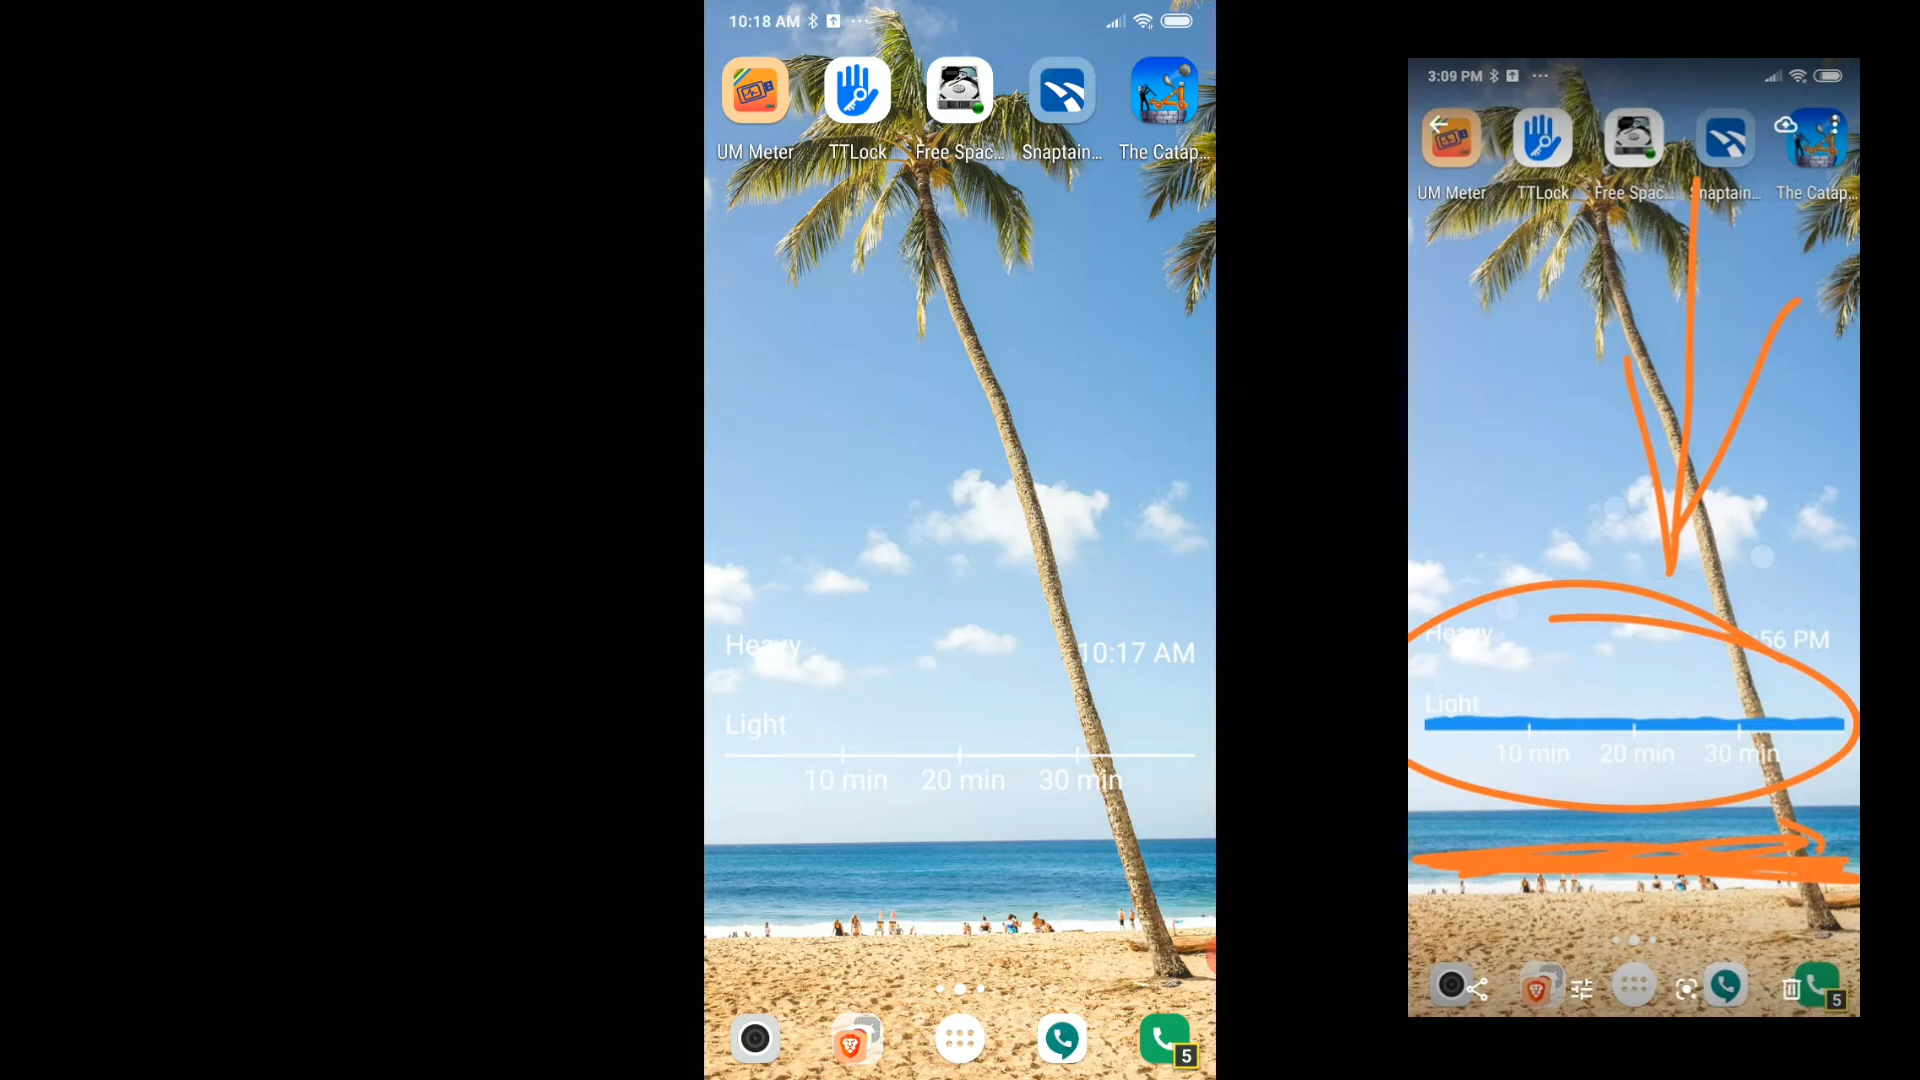 10:18 AM
UM Meter
TTLock
Free Spac...
Snaptain...
The Catap...
Heavy
10:17 AM
Light
10 min
20 min
30 min
5
3:09 PM
UM Meter
TTLock
Free Spac...
Snaptain...
The Catap...
Heavy
56 PM
Light
10 min
20 min
30 min
5